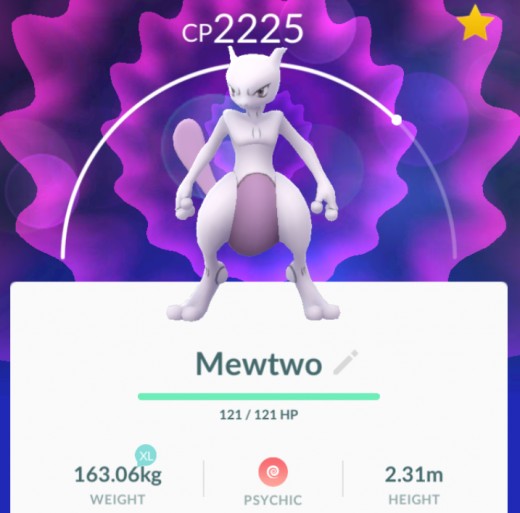 CP2225
Mewtwo
121 / 121 HP
XL
163.06kg
2.31m
WEIGHT
PSYCHIC
HEIGHT